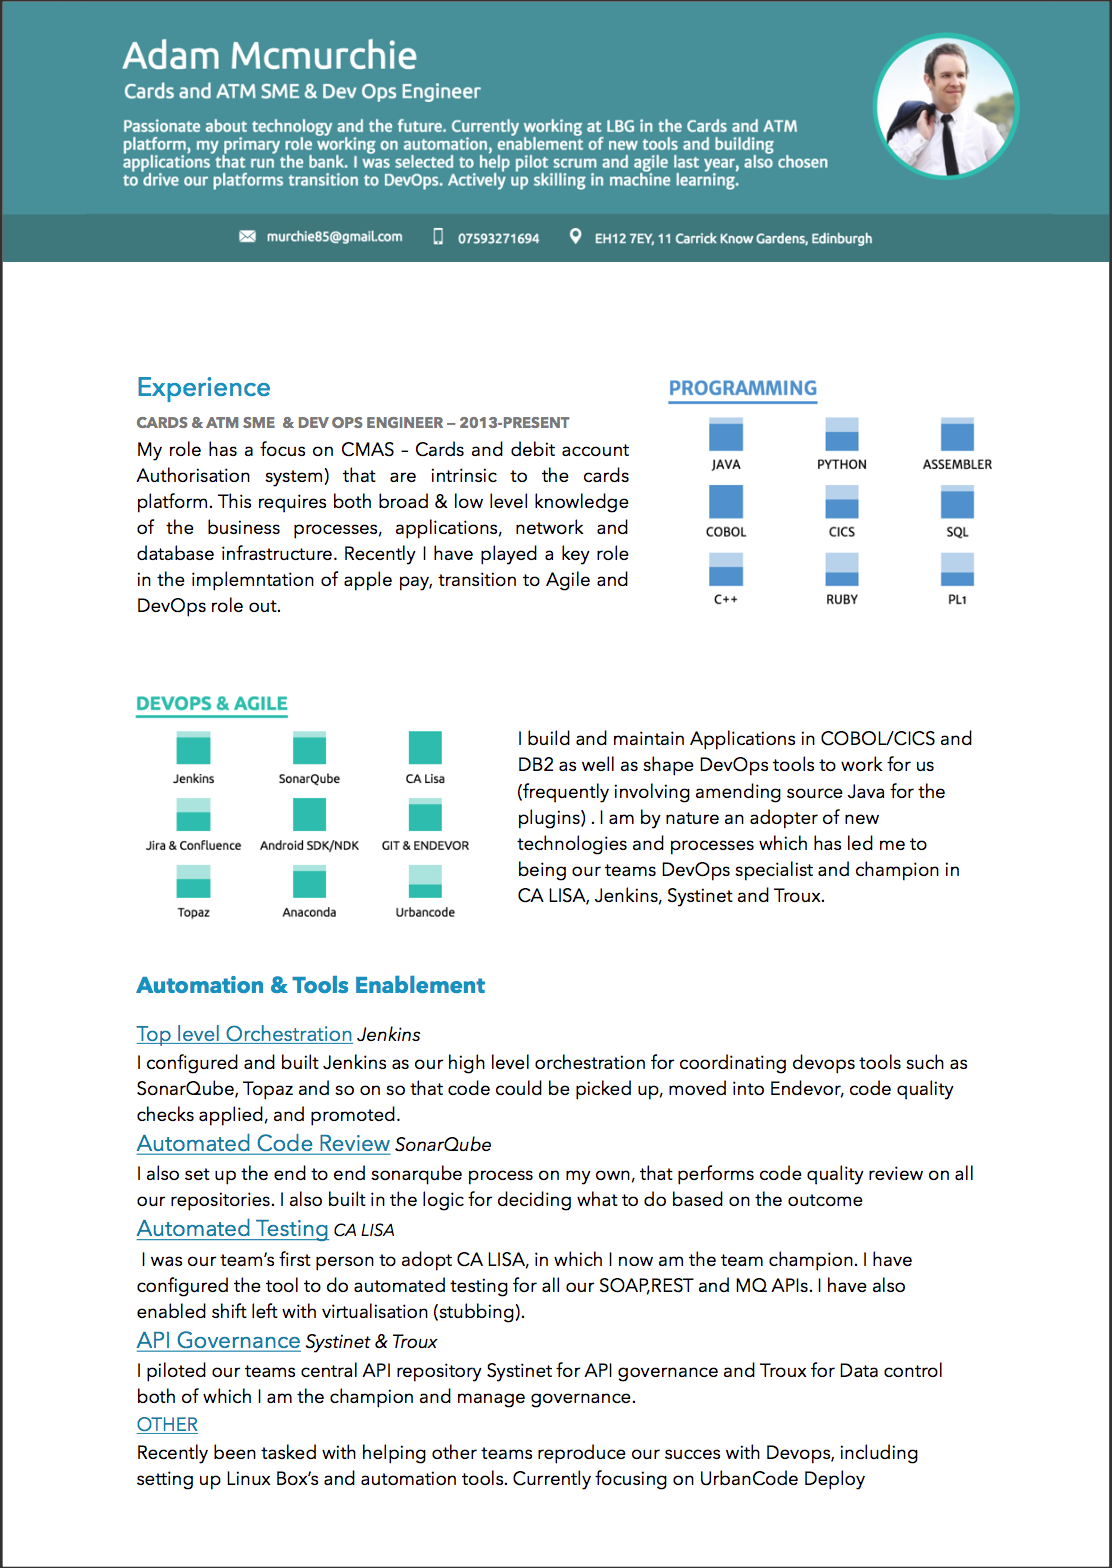 Adam Mcmurchie
Cards and ATM SME & Dev Ops Engineer
Passionate about technology and the future. Currently working at LBG in the Cards and ATM
platform, my primary role working on automation, enablement of new tools and building
applications that run the bank. I was selected to help pilot scrum and agile last year, also chosen
to drive our platforms transition to DevOps. Actively up skilling in machine learning.
murchie85@gmail.com 07593271694 EH12 7EY, 11 Carrick Know Gardens, Edinburgh
Experience
CARDS & ATM SME & DEV OPS ENGINEER – 2013-PRESENT
My role has a focus on CMAS – Cards and debit account
Authorisation system) that are intrinsic to the cards
platform. This requires both broad & low level knowledge
of the business processes, applications, network and
database infrastructure. Recently I have played a key role
in the implemntation of apple pay, transition to Agile and
DevOps role out.
PROGRAMMING
JAVA PYTHON ASSEMBLER
COBOL CICS SQL
C++ RUBY PL1
DEVOPS & AGILE
Jenkins SonarQube CA Lisa
Jira & Confluence Android SDK/NDK GIT & ENDEVOR
Topaz Anaconda Urbancode
I build and maintain Applications in COBOL/CICS and
DB2 as well as shape DevOps tools to work for us
(frequently involving amending source Java for the
plugins) . I am by nature an adopter of new
technologies and processes which has led me to
being our teams DevOps specialist and champion in
CA LISA, Jenkins, Systinet and Troux.
Automation & Tools Enablement
Top level Orchestration Jenkins
I configured and built Jenkins as our high level orchestration for coordinating devops tools such as
SonarQube, Topaz and so on so that code could be picked up, moved into Endevor, code quality
checks applied, and promoted.
Automated Code Review SonarQube
I also set up the end to end sonarqube process on my own, that performs code quality review on all
our repositories. I also built in the logic for deciding what to do based on the outcome
Automated Testing CA LISA
I was our team's first person to adopt CA LISA, in which I now am the team champion. I have
configured the tool to do automated testing for all our SOAP,REST and MQ APIs. I have also
enabled shift left with virtualisation (stubbing).
API Governance Systinet & Troux
I piloted our teams central API repository Systinet for API governance and Troux for Data control
both of which I am the champion and manage governance.
OTHER
Recently been tasked with helping other teams reproduce our succes with Devops, including
setting up Linux Box's and automation tools. Currently focusing on UrbanCode Deploy